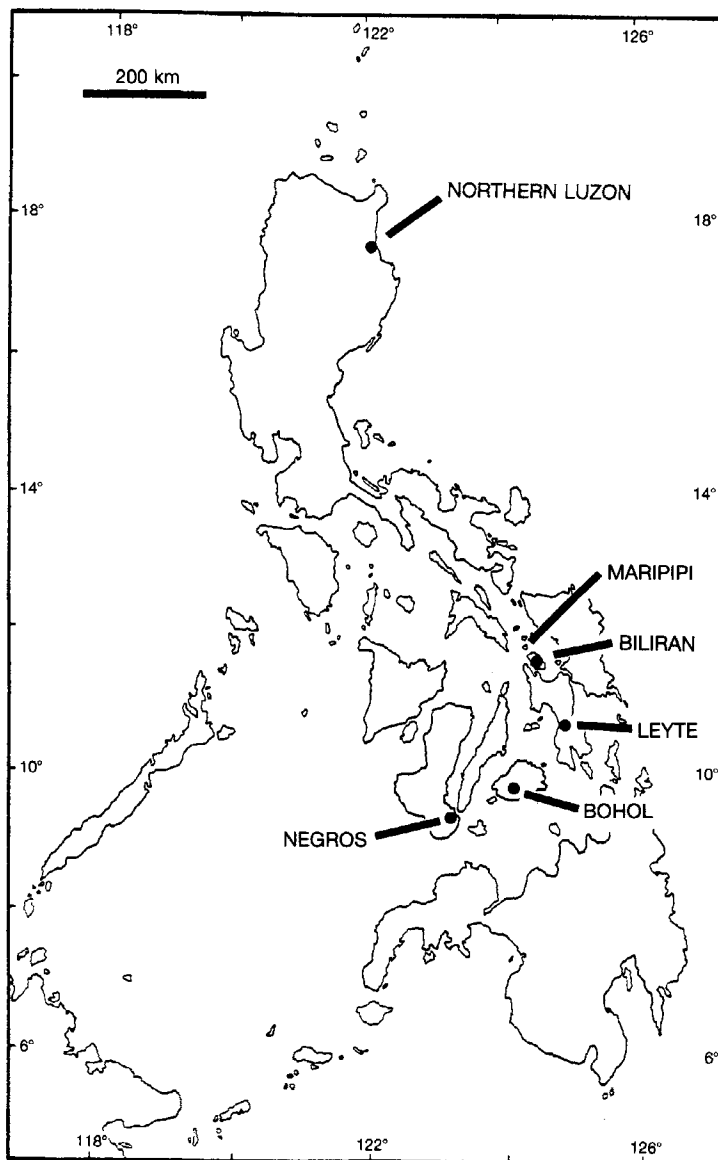 118°
122°
126°
200 km
NORTHERN LUZON
18°
18°
14°
14°
MARIPIPI
BILIRAN
LEYTE
10°
10°
BOHOL
NEGROS
6°
6°
118°
122°
126°